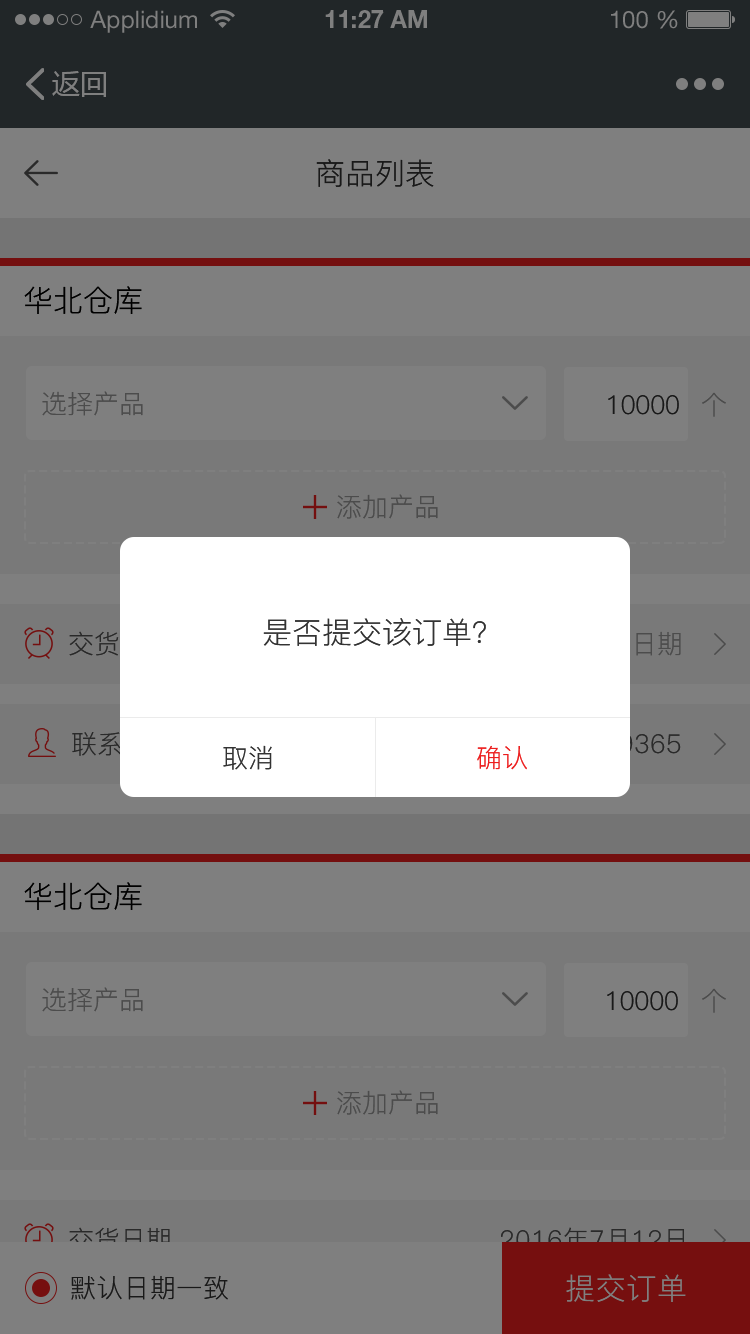 Applidium 11:27 AM 100 %
返回
商品列表
华北仓库
选择产品 10000 个
添加产品
是否提交该订单?
交货 日期
联系 365
取消 确认
华北仓库
选择产品 10000 个
添加产品
交货日期 2016年7月12日
默认日期一致 提交订单